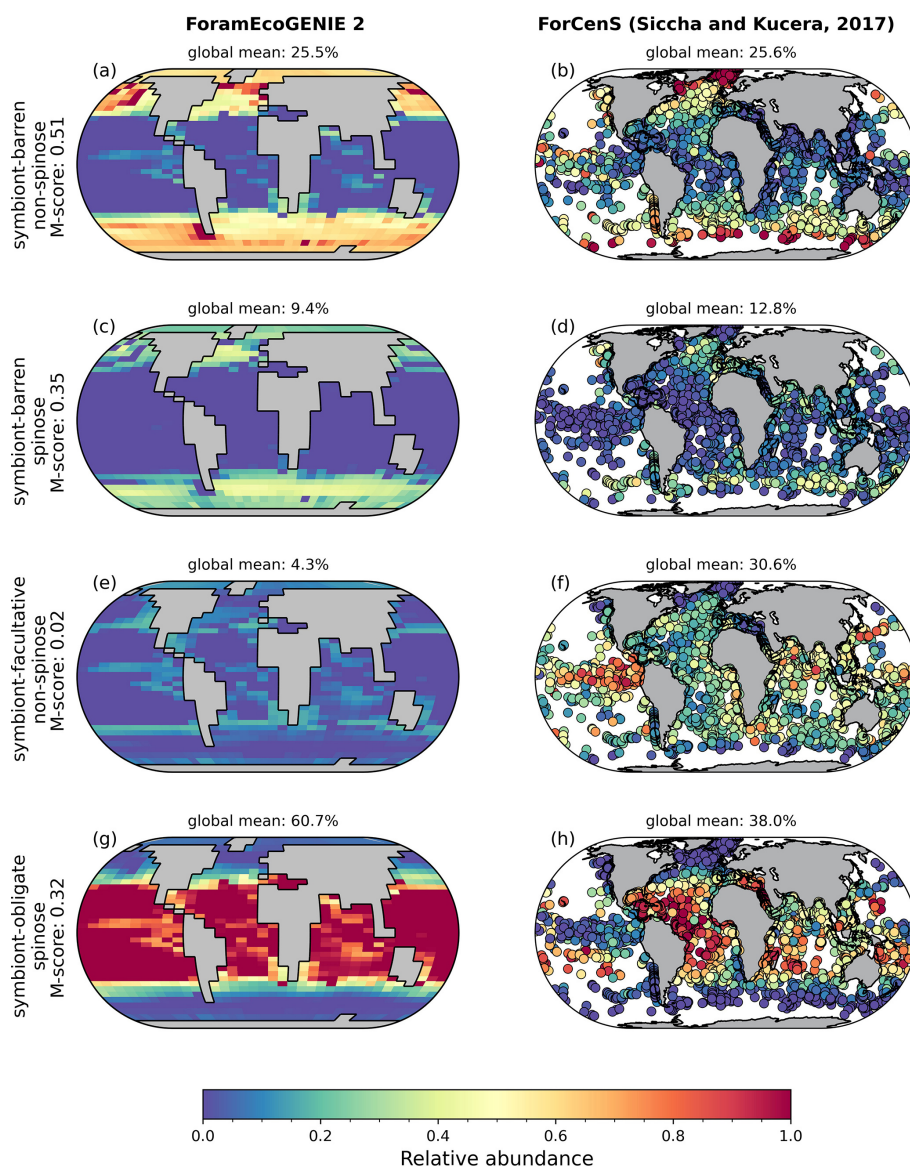 ForamEcoGENIE 2
ForCenS (Siccha and Kucera, 2017)
global mean: 25.5%
global mean: 25.6%
(a)
(b)
symbiont-barren
non-spinose
M-score: 0.51
global mean: 9.4%
global mean: 12.8%
(c)
(d)
symbiont-barren
spinose
M-score: 0.35
global mean: 4.3%
global mean: 30.6%
(e)
(f)
symbiont-facultative
non-spinose
M-score: 0.02
global mean: 60.7%
global mean: 38.0%
(g)
(h)
symbiont-obligate
spinose
M-score: 0.32
0.0 0.2 0.4 0.6 0.8 1.0
Relative abundance